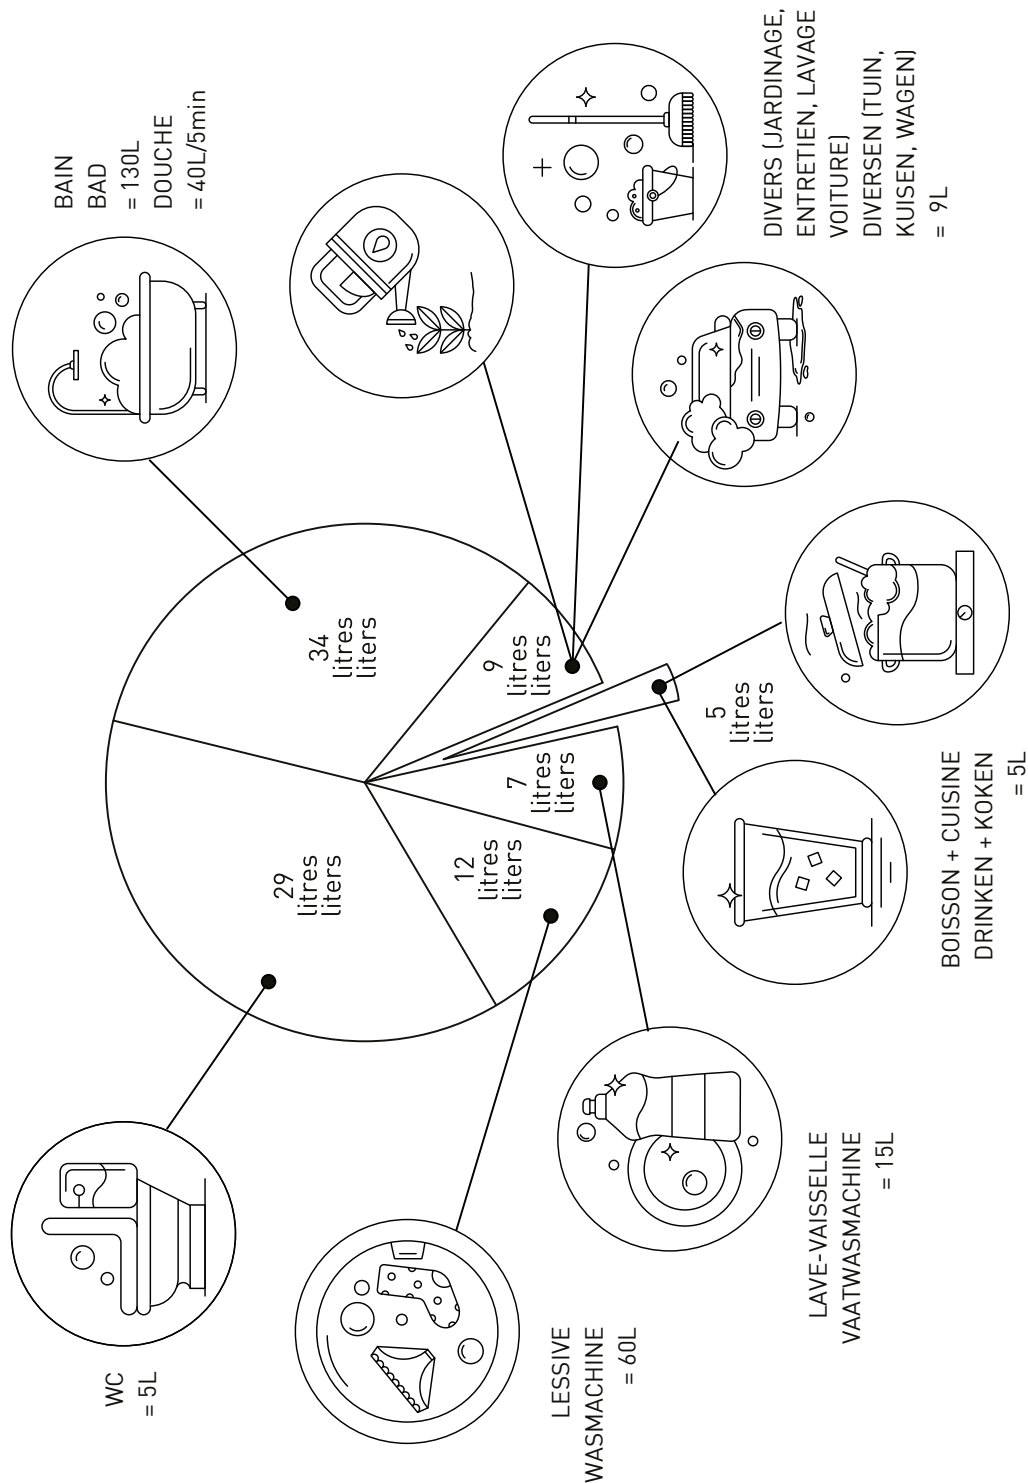 WC
= 5L
BAIN
BAD
= 130L
DOUCHE
= 40L/5min
29
litres
liters
34
litres
liters
12
litres
liters
7
litres
liters
9
litres
liters
5
litres
liters
LESSIVE
WASMACHINE
= 60L
LAVE-VAISSELLE
VAATWASMACHINE
= 15L
BOISSON + CUISINE
DRINKEN + KOKEN
= 5L
DIVERS (JARDINAGE,
ENTRETIEN, LAVAGE
VOITURE)
DIVERSEN (TUIN,
KUISEN, WAGEN)
= 9L